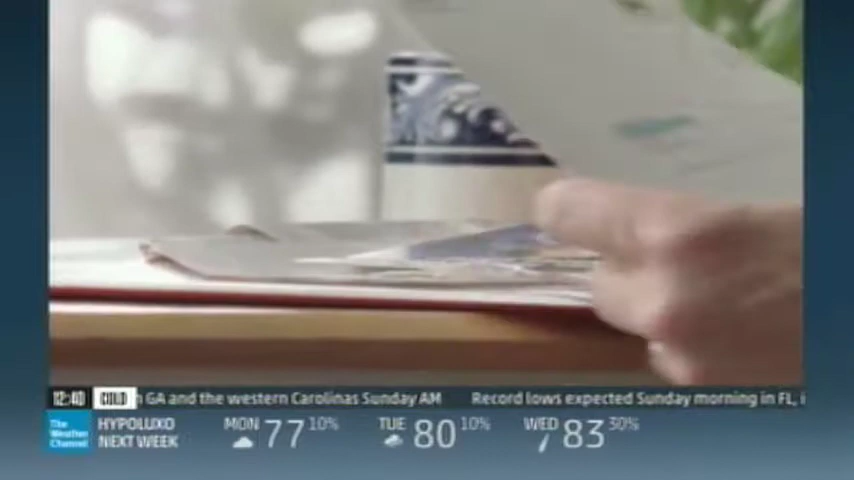 12:40 COLD GA and the western Carolinas Sunday AM Record lows expected Sunday morning in FL,
The Weather Channel
HYPOLUXO
NEXT WEEK
MON 77 10%
TUE 80 10%
WED 83 30%